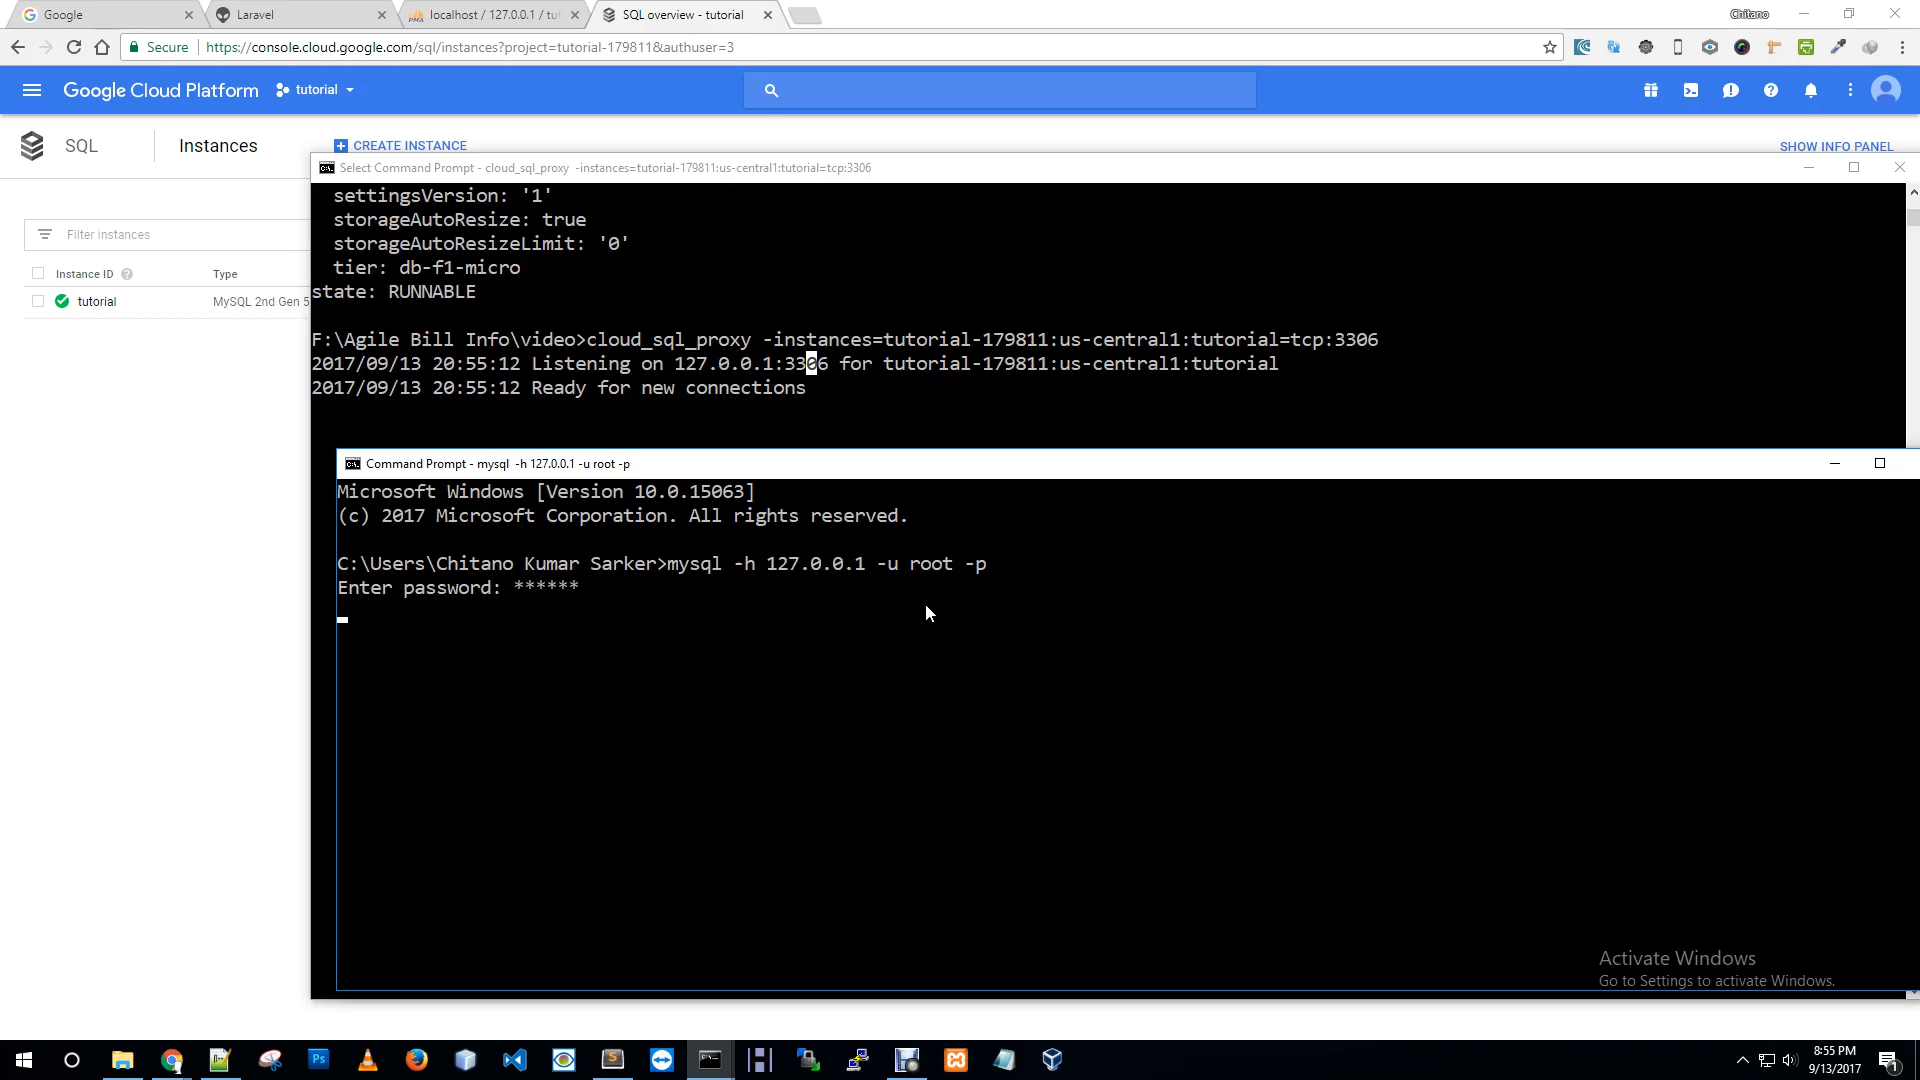 Google
Laravel
localhost / 127.0.0.1 / tut
SQL overview - tutorial
Chitano
Secure
https://console.cloud.google.com/sql/instances?project=tutorial-179811&authuser=3
Google Cloud Platform
tutorial
SQL
Instances
CREATE INSTANCE
SHOW INFO PANEL
Filter instances
Instance ID
Type
tutorial
MySQL 2nd Gen 5
Select Command Prompt - cloud_sql_proxy -instances=tutorial-179811:us-central1:tutorial=tcp:3306
settingsVersion: '1'
storageAutoResize: true
storageAutoResizeLimit: '0'
tier: db-f1-micro
state: RUNNABLE
F:\Agile Bill Info\video>cloud_sql_proxy -instances=tutorial-179811:us-central1:tutorial=tcp:3306
2017/09/13 20:55:12 Listening on 127.0.0.1:3306 for tutorial-179811:us-central1:tutorial
2017/09/13 20:55:12 Ready for new connections
Command Prompt - mysql -h 127.0.0.1 -u root -p
Microsoft Windows [Version 10.0.15063]
(c) 2017 Microsoft Corporation. All rights reserved.
C:\Users\Chitano Kumar Sarker>mysql -h 127.0.0.1 -u root -p
Enter password: ******
Activate Windows
Go to Settings to activate Windows.
8:55 PM
9/13/2017